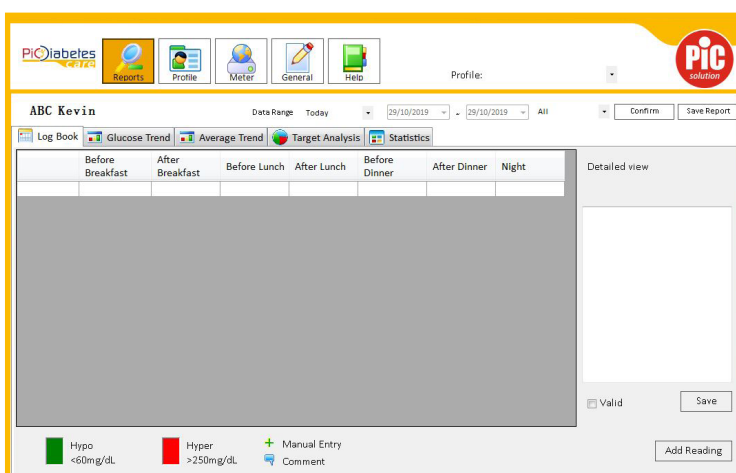 PiC Diabetes
care
Reports
Profile
Meter
General
Help
Profile:
PiC
solution
ABC Kevin
Data Range
Today
29/10/2019
-
29/10/2019
All
Confirm
Save Report
Log Book
Glucose Trend
Average Trend
Target Analysis
Statistics
Before Breakfast
After Breakfast
Before Lunch
After Lunch
Before Dinner
After Dinner
Night
Detailed view
Valid
Save
Hypo
<60mg/dL
Hyper
>250mg/dL
+ Manual Entry
Comment
Add Reading